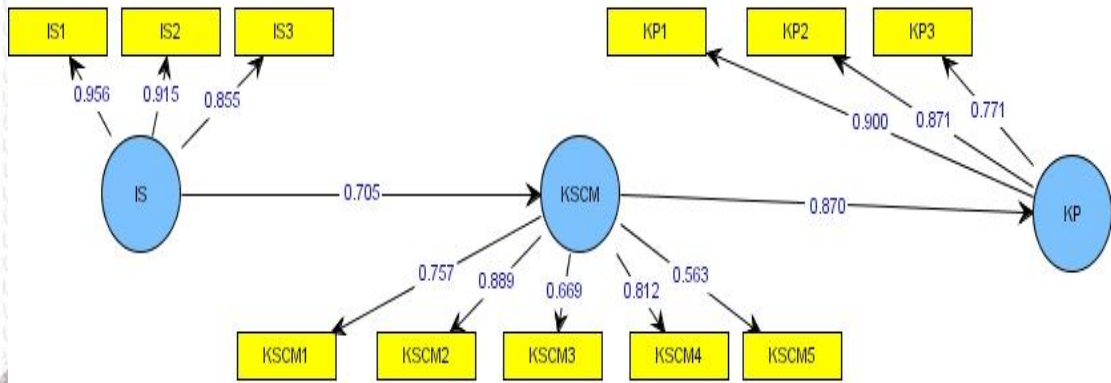 IS1
IS2
IS3
KP1
KP2
KP3
0.956
0.915
0.855
0.900
0.871
0.771
IS
0.705
KSCM
0.870
KP
0.757
0.889
0.669
0.812
0.563
KSCM1
KSCM2
KSCM3
KSCM4
KSCM5